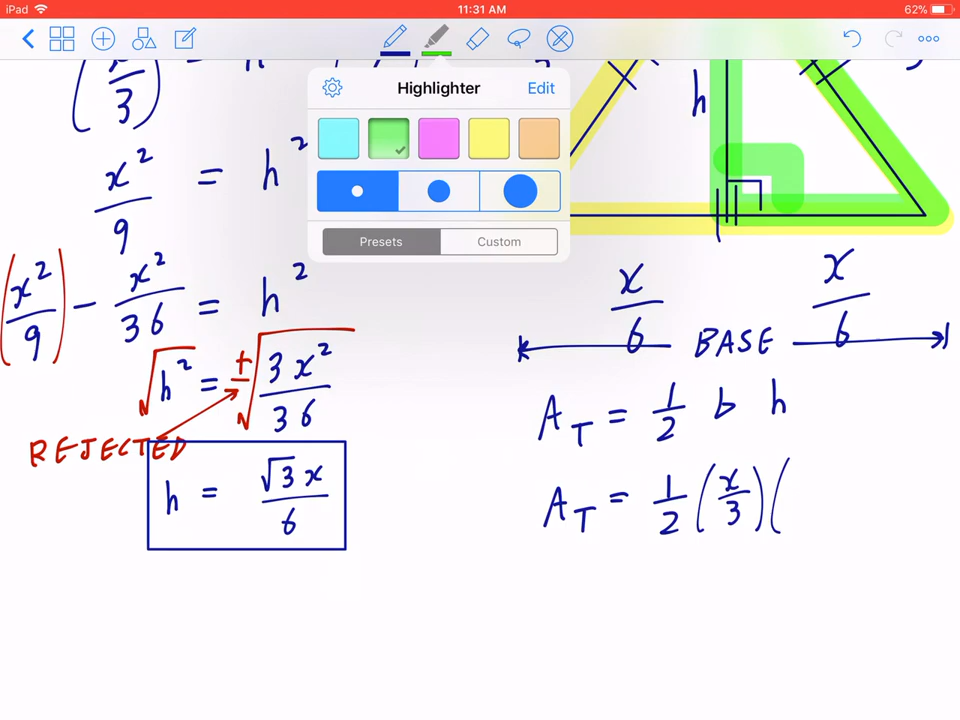 iPad 11:31 AM 62%
Highlighter Edit
Presets Custom
(x/3) = h
h
x²/9 = h²
(x²/9) - x²/36 = h²
√h² = ±√(3x²/36)
REJECTED
h = √3x/6
x/6 x/6
BASE
A_T = 1/2 b h
A_T = 1/2 (x/3)(